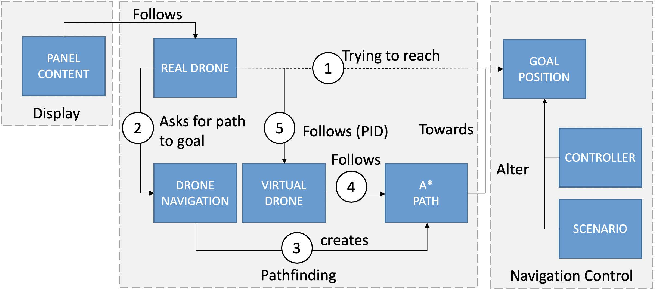 Follows
PANEL
CONTENT
Display
REAL DRONE
1
Trying to reach
2
Asks for path
to goal
5
Follows (PID)
Towards
Follows
4
DRONE
NAVIGATION
VIRTUAL
DRONE
A*
PATH
3
creates
Pathfinding
GOAL
POSITION
CONTROLLER
Alter
SCENARIO
Navigation Control